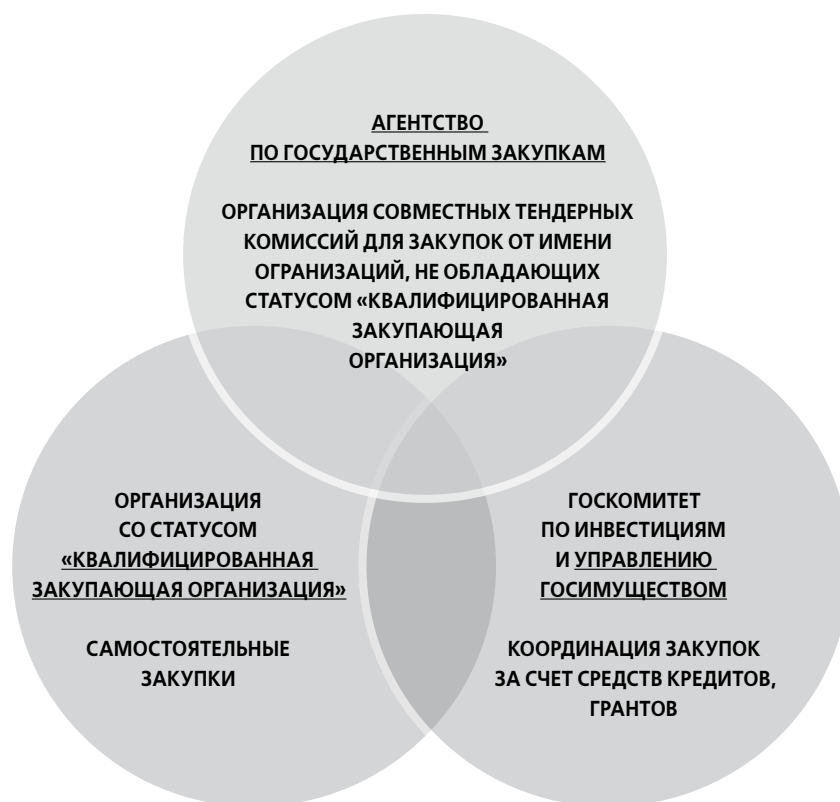 АГЕНТСТВО
ПО ГОСУДАРСТВЕННЫМ ЗАКУПКАМ
ОРГАНИЗАЦИЯ СОВМЕСТНЫХ ТЕНДЕРНЫХ
КОМИССИЙ ДЛЯ ЗАКУПОК ОТ ИМЕНИ
ОГРАНИЗАЦИЙ, НЕ ОБЛАДАЮЩИХ
СТАТУСОМ «КВАЛИФИЦИРОВАННАЯ
ЗАКУПАЮЩАЯ
ОРГАНИЗАЦИЯ»
ОРГАНИЗАЦИЯ
СО СТАТУСОМ
«КВАЛИФИЦИРОВАННАЯ
ЗАКУПАЮЩАЯ ОРГАНИЗАЦИЯ»
САМОСТОЯТЕЛЬНЫЕ
ЗАКУПКИ
ГОСКОМИТЕТ
ПО ИНВЕСТИЦИЯМ
И УПРАВЛЕНИЮ
ГОСИМУЩЕСТВОМ
КООРДИНАЦИЯ ЗАКУПОК
ЗА СЧЕТ СРЕДСТВ КРЕДИТОВ,
ГРАНТОВ